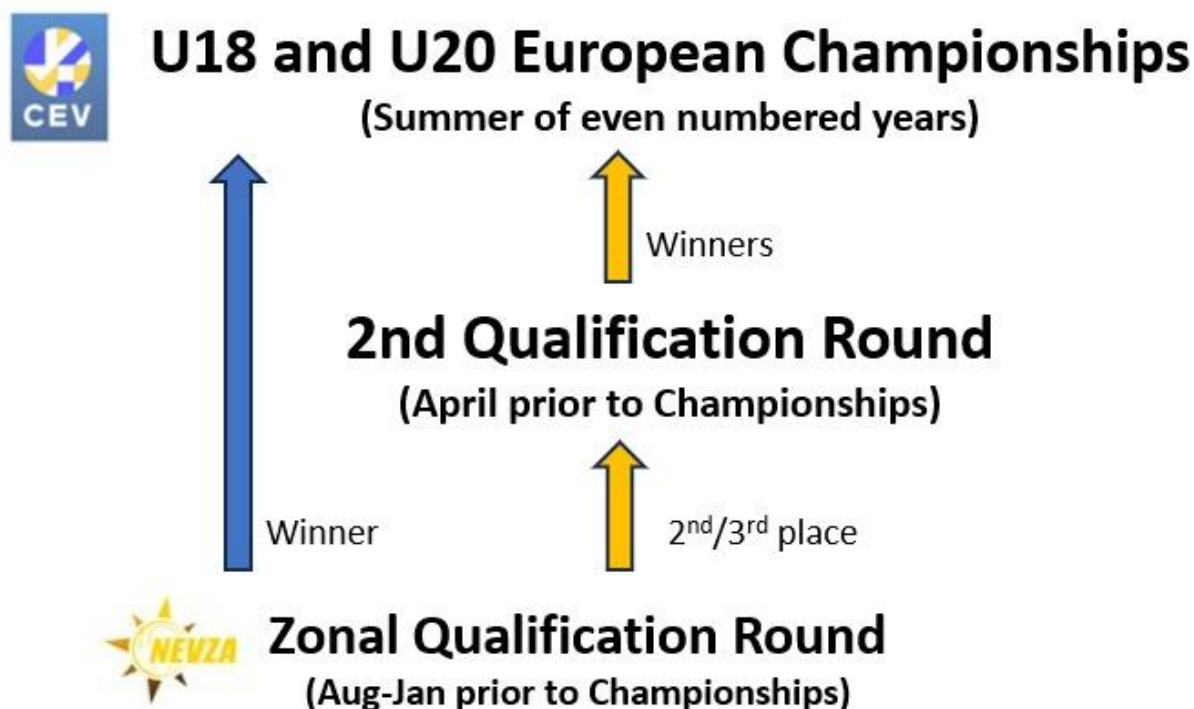 U18 and U20 European Championships
CEV
(Summer of even numbered years)
Winners
2nd Qualification Round
(April prior to Championships)
Winner
2nd/3rd place
NEVZA
Zonal Qualification Round
(Aug-Jan prior to Championships)